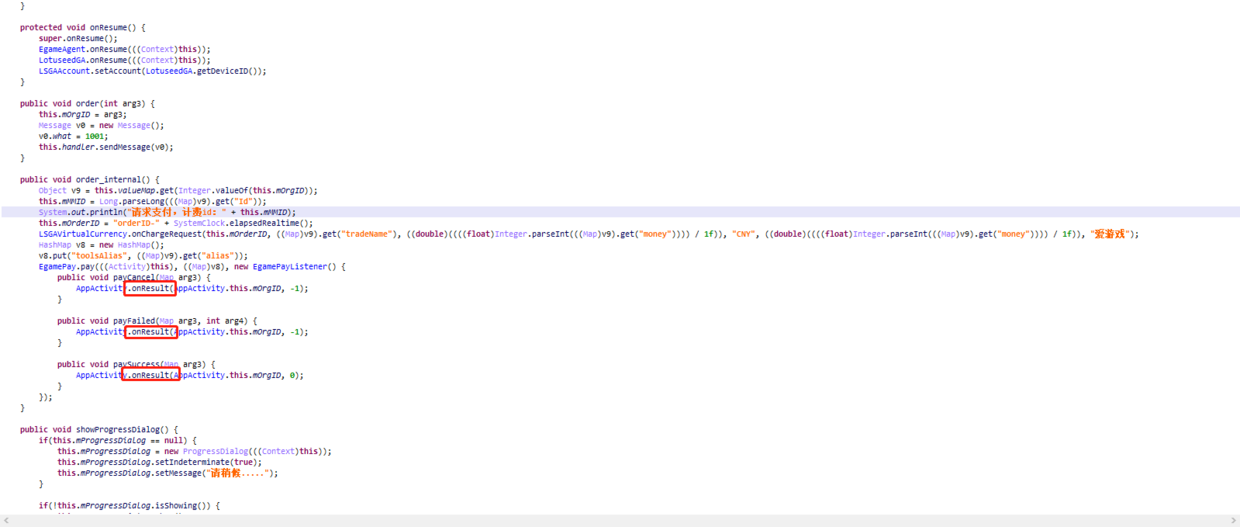 }
protected void onResume() {
super.onResume();
EgameAgent.onResume(((Context)this));
LotuseedGA.onResume(((Context)this));
LSGAAccount.setAccount(LotuseedGA.getDeviceID());
}
public void order(int arg3) {
this.mOrgID = arg3;
Message v0 = new Message();
v0.what = 1001;
this.handler.sendMessage(v0);
}
public void order_internal() {
Object v9 = this.valueMap.get(Integer.valueOf(this.mOrgID));
this.mMMID = Long.parseLong(((Map)v9).get("Id"));
System.out.println("请求支付，计费id: " + this.mMMID);
this.mOrderID = "orderID-" + SystemClock.elapsedRealtime();
LSGAVirtualCurrency.onChargeRequest(this.mOrderID, ((Map)v9).get("tradeName"), ((double)((((float)Integer.parseInt(((Map)v9).get("money")))) / 1f)), "CNY", ((double)((((float)Integer.parseInt(((Map)v9).get("money")))) / 1f)), "爱游戏");
HashMap v8 = new HashMap();
v8.put("toolsAlias", ((Map)v9).get("alias"));
EgamePay.pay(((Activity)this), ((Map)v8), new EgamePayListener() {
public void payCancel(Map arg3) {
AppActivity.onResult(AppActivity.this.mOrgID, -1);
}
public void payFailed(Map arg3, int arg4) {
AppActivity.onResult(AppActivity.this.mOrgID, -1);
}
public void paySuccess(Map arg3) {
AppActivity.onResult(AppActivity.this.mOrgID, 0);
}
});
}
public void showProgressDialog() {
if(this.mProgressDialog == null) {
this.mProgressDialog = new ProgressDialog(((Context)this));
this.mProgressDialog.setIndeterminate(true);
this.mProgressDialog.setMessage("请稍候.....");
}
if(!this.mProgressDialog.isShowing()) {